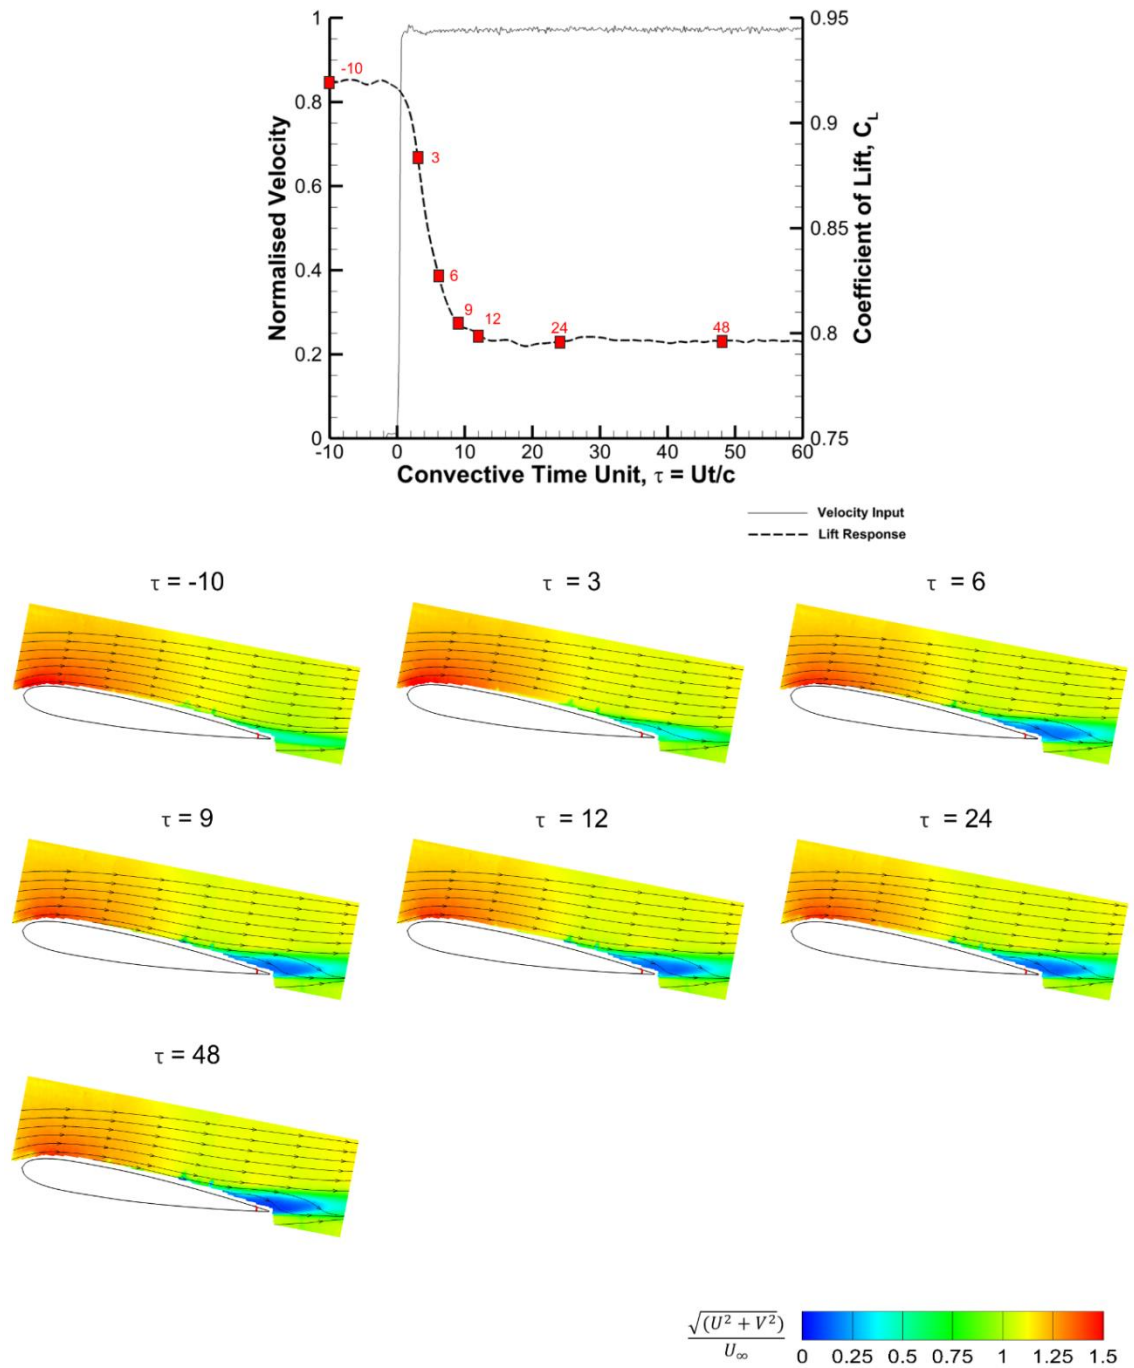 1
0.8
0.6
0.4
0.2
0
Normalised Velocity
0.95
0.9
0.85
0.8
0.75
Coefficient of Lift, C_L
-10
3
6
9
12
24
48
-10 0 10 20 30 40 50 60
Convective Time Unit, τ = Ut/c
Velocity Input
Lift Response
τ = -10
τ = 3
τ = 6
τ = 9
τ = 12
τ = 24
τ = 48
√(U² + V²)
U∞
0 0.25 0.5 0.75 1 1.25 1.5